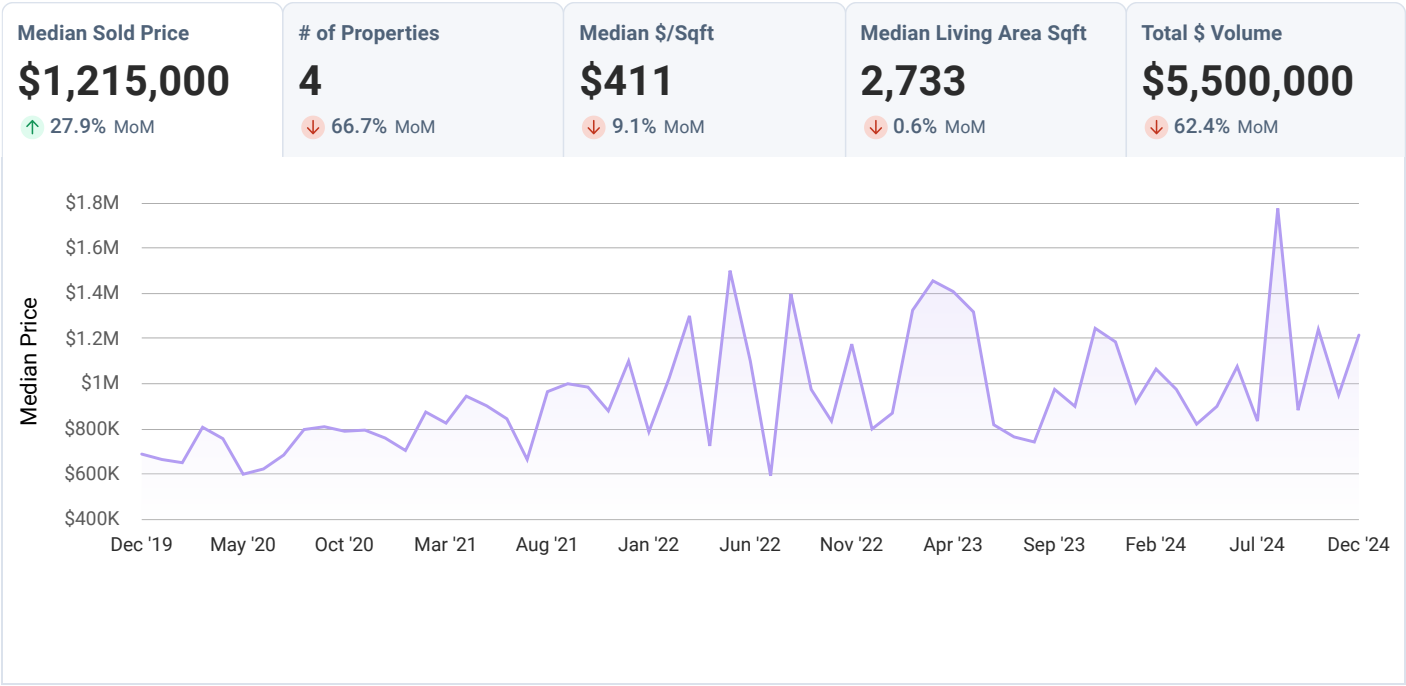 Median Sold Price
$1,215,000
27.9% MoM
# of Properties
4
66.7% MoM
Median $/Sqft
$411
9.1% MoM
Median Living Area Sqft
2,733
0.6% MoM
Total $ Volume
$5,500,000
62.4% MoM
Median Price
$1.8M
$1.6M
$1.4M
$1.2M
$1M
$800K
$600K
$400K
Dec '19
May '20
Oct '20
Mar '21
Aug '21
Jan '22
Jun '22
Nov '22
Apr '23
Sep '23
Feb '24
Jul '24
Dec '24